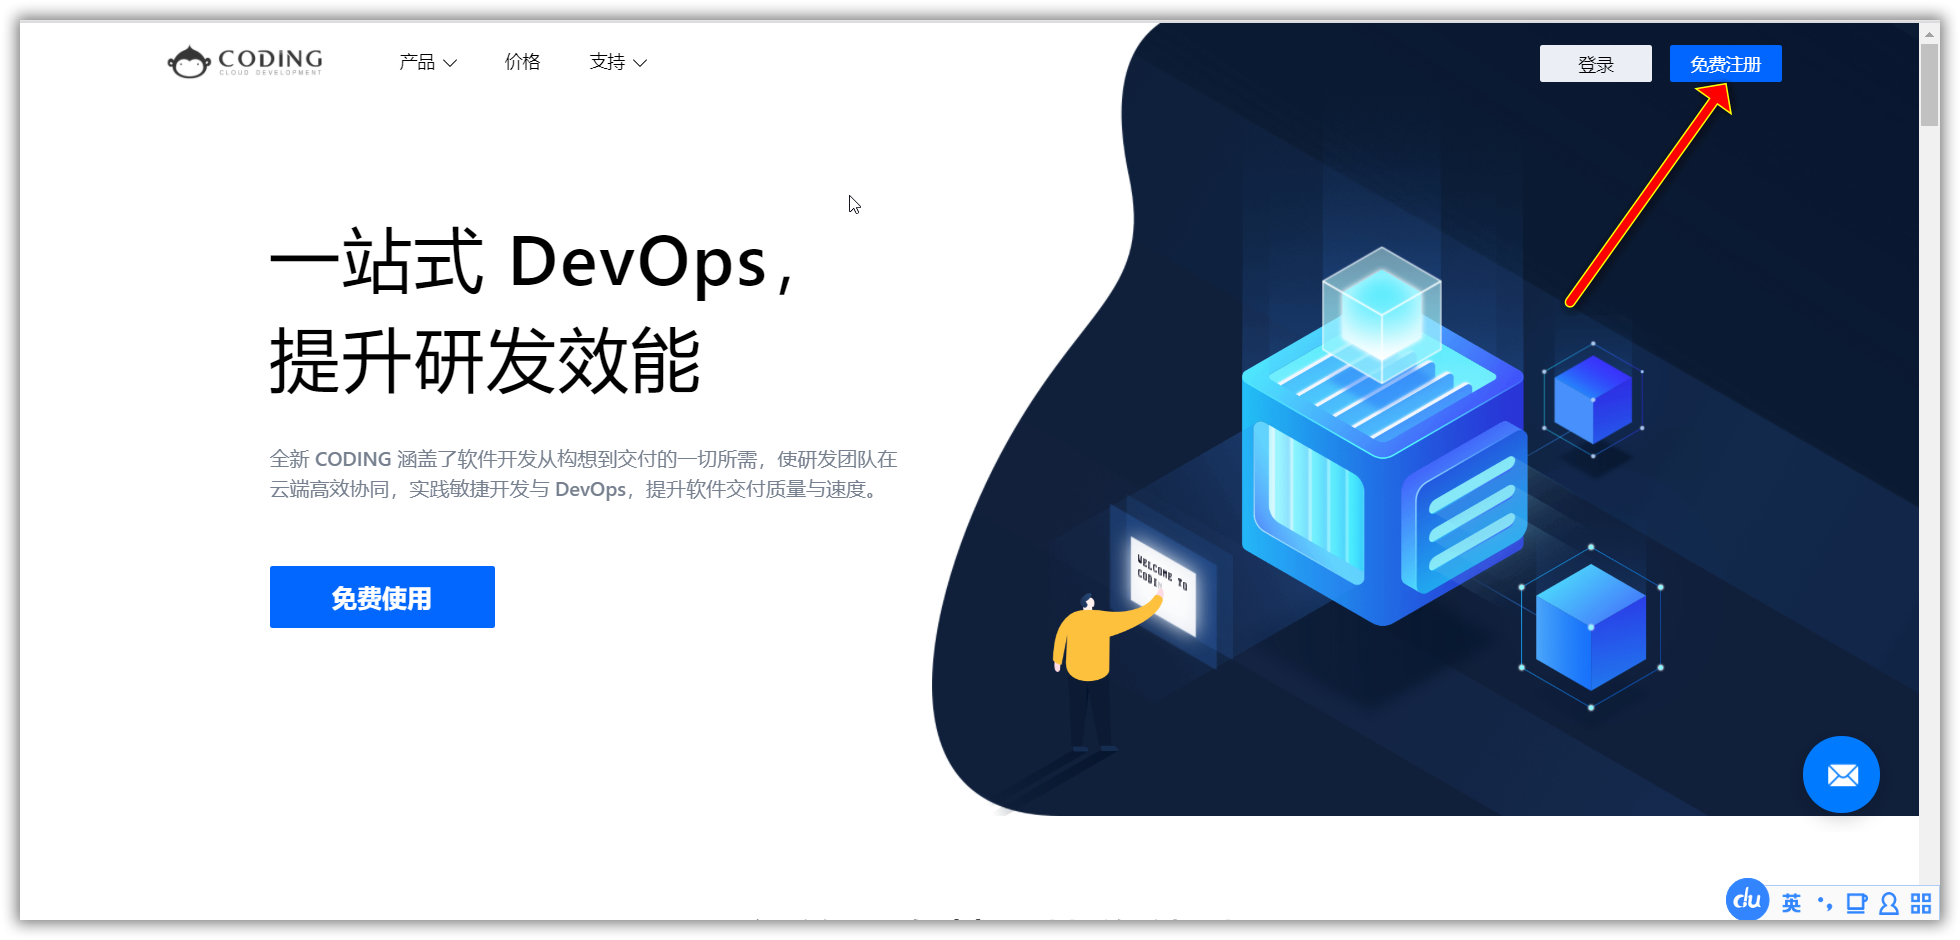 CODING
CLOUD DEVELOPMENT
产品
价格
支持
登录
免费注册
一站式 DevOps，
提升研发效能
全新 CODING 涵盖了软件开发从构想到交付的一切所需，使研发团队在
云端高效协同，实践敏捷开发与 DevOps，提升软件交付质量与速度。
免费使用
WELCOME TO
CODI
du
英